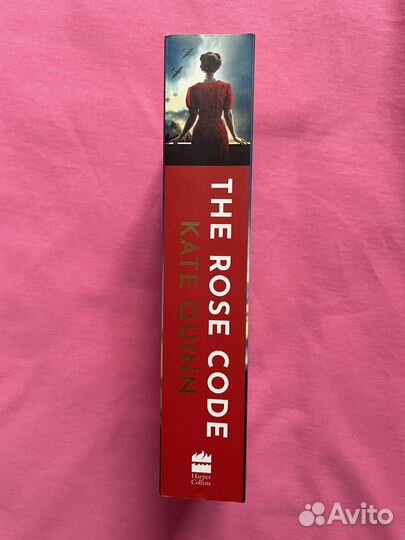 THE ROSE CODE
KATE QUINN
Harper
Collins
Avito